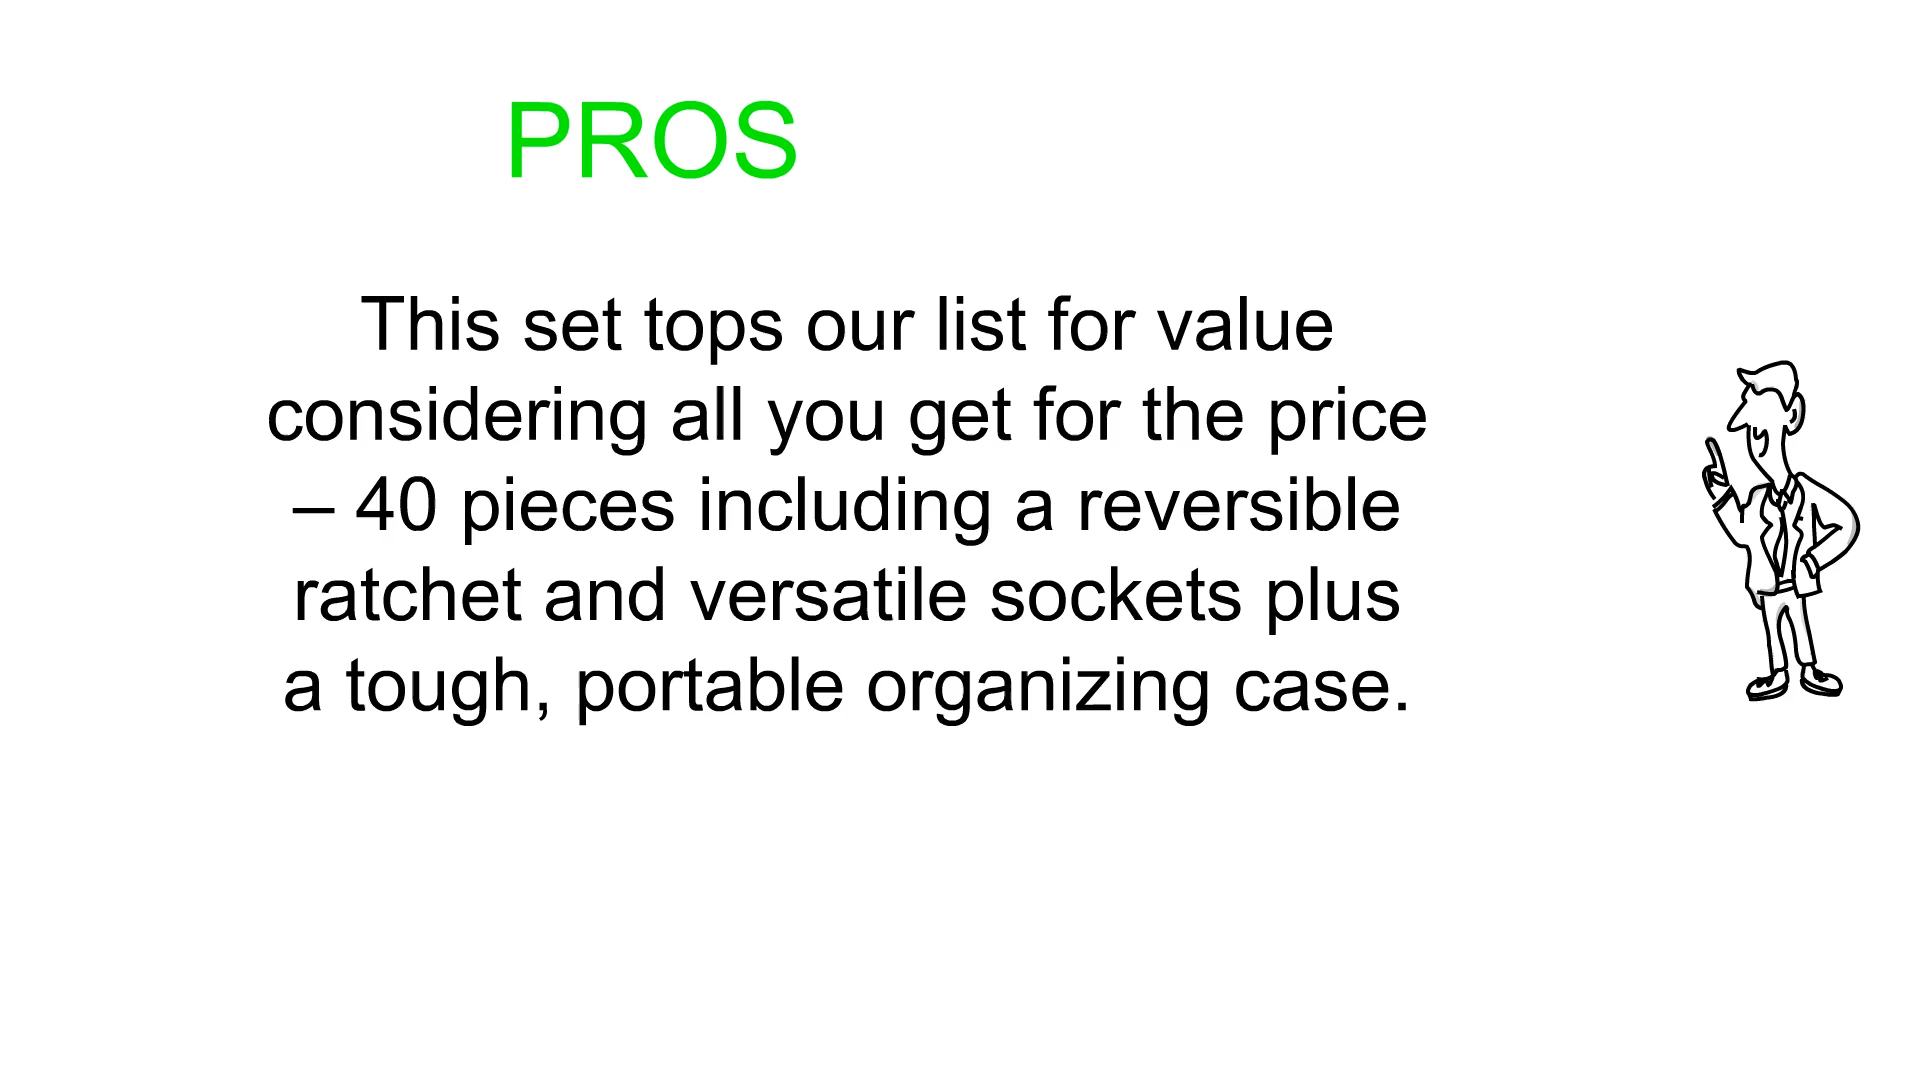 PROS
This set tops our list for value
considering all you get for the price
– 40 pieces including a reversible
ratchet and versatile sockets plus
a tough, portable organizing case.